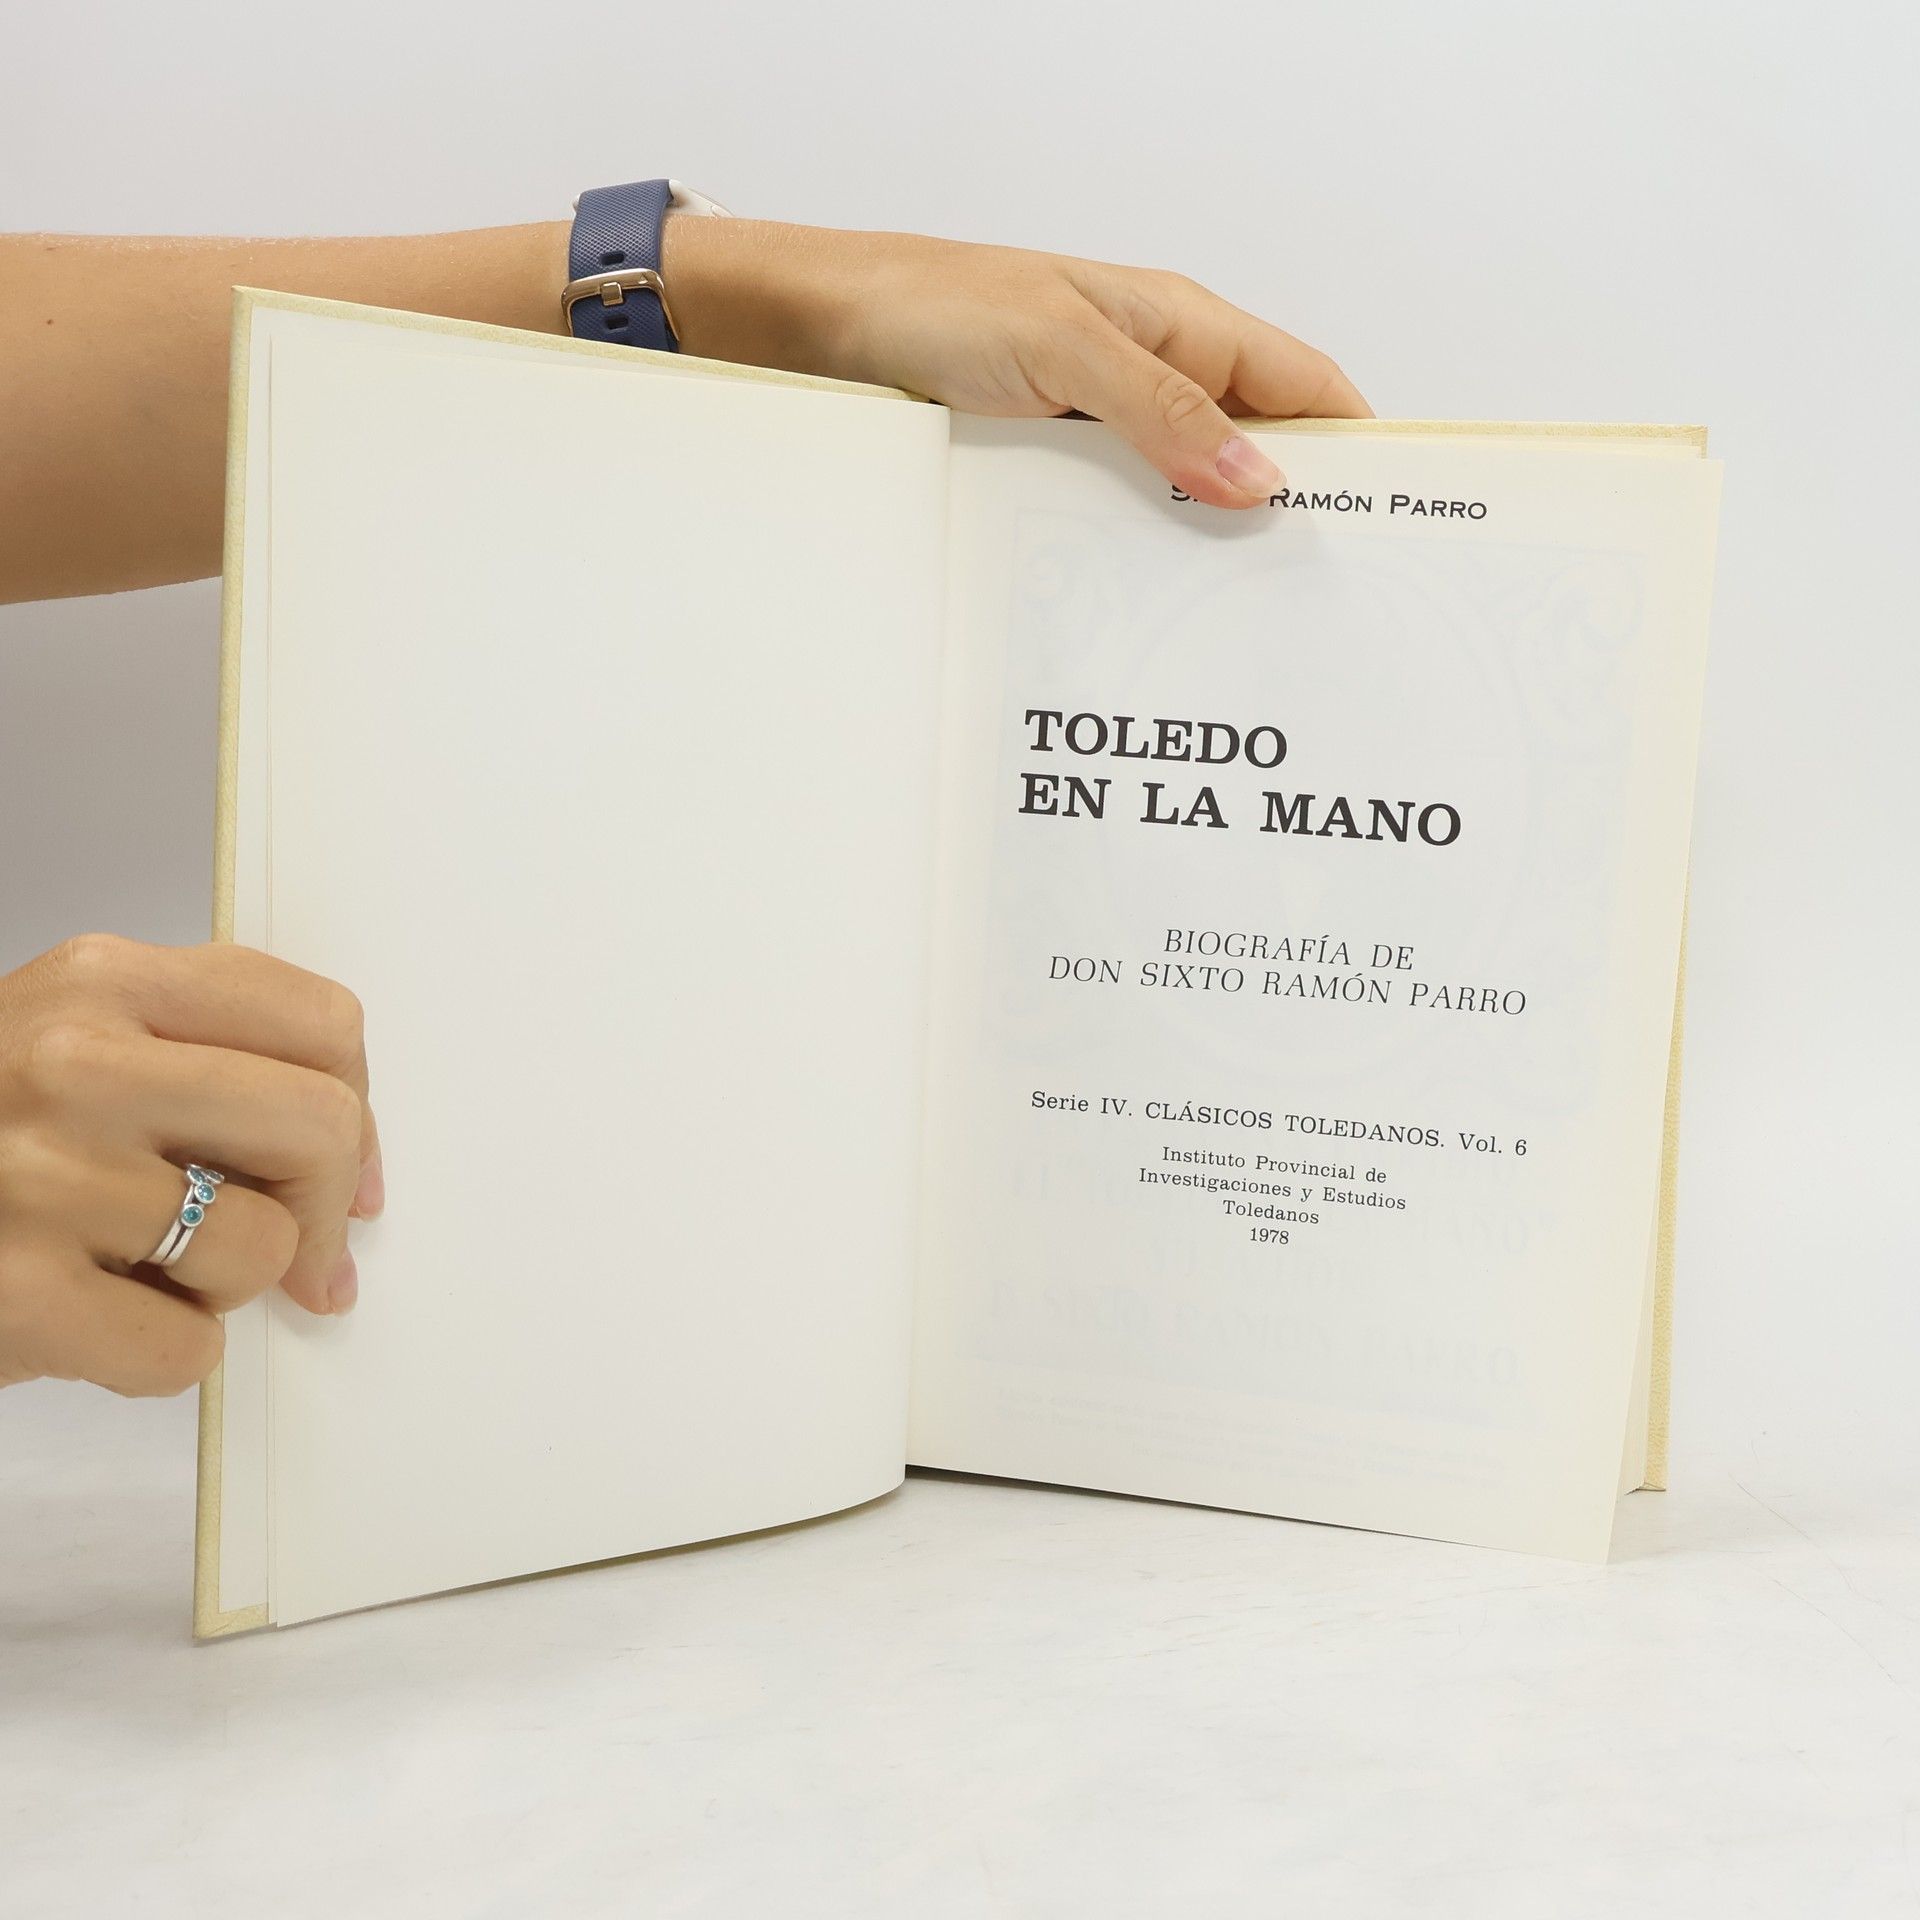 RAMÓN PARRO
TOLEDO
EN LA MANO
BIOGRAFÍA DE
DON SIXTO RAMÓN PARRO
Serie IV. CLÁSICOS TOLEDANOS. Vol. 6
Instituto Provincial de
Investigaciones y Estudios
Toledanos
1978